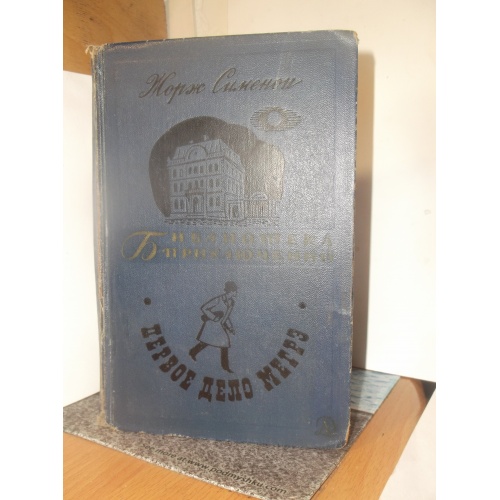 Жорж Сименон
БИБЛИОТЕКА
ПРИКЛЮЧЕНИЙ
ПЕРВОЕ ДЕЛО МЕГРЭ